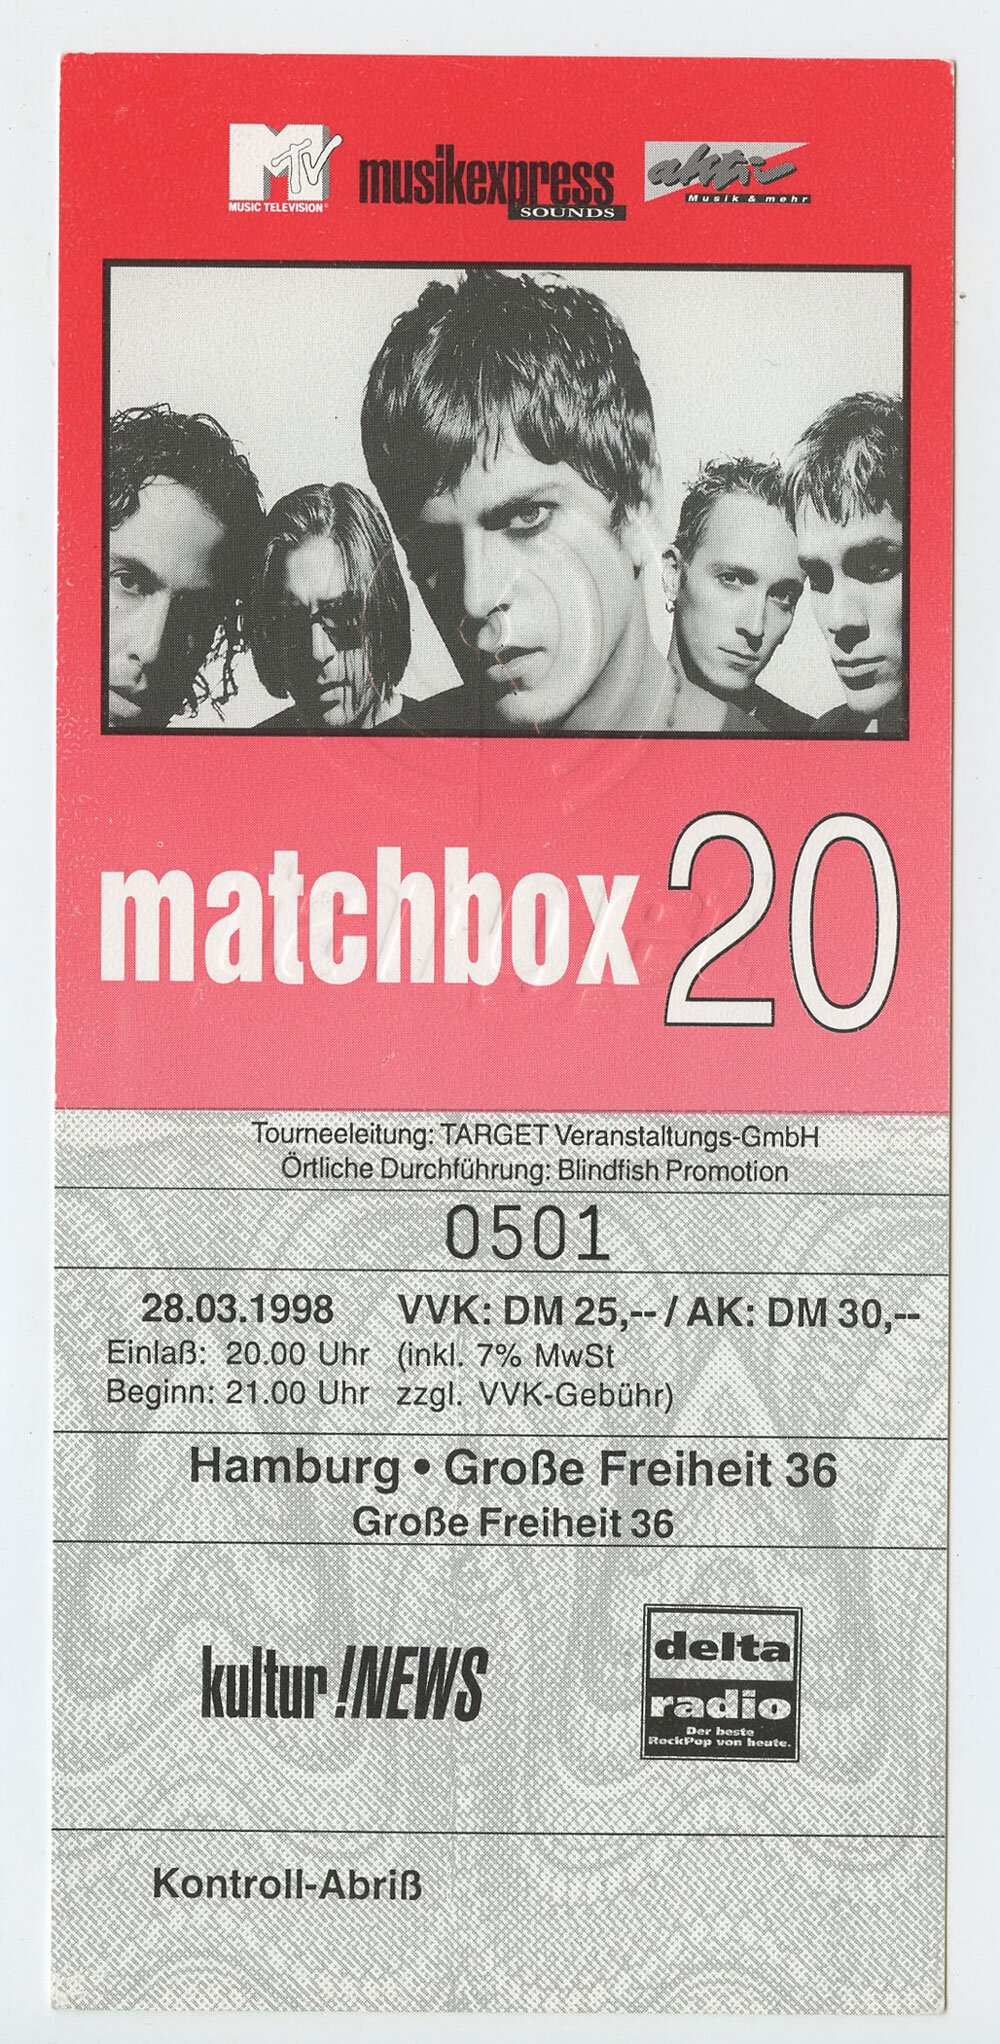 MTV
MUSIC TELEVISION®
musikexpress
SOUNDS
Musik & mehr
matchbox 20
Tourneeleitung: TARGET Veranstaltungs-GmbH
Örtliche Durchführung: Blindfish Promotion
0501
28.03.1998 VVK: DM 25,-- / AK: DM 30,--
Einlaß: 20.00 Uhr (inkl. 7% MwSt
Beginn: 21.00 Uhr zzgl. VVK-Gebühr)
Hamburg • Große Freiheit 36
Große Freiheit 36
kultur !NEWS
delta
radio
Der beste
RockPop von heute.
Kontroll-Abriß